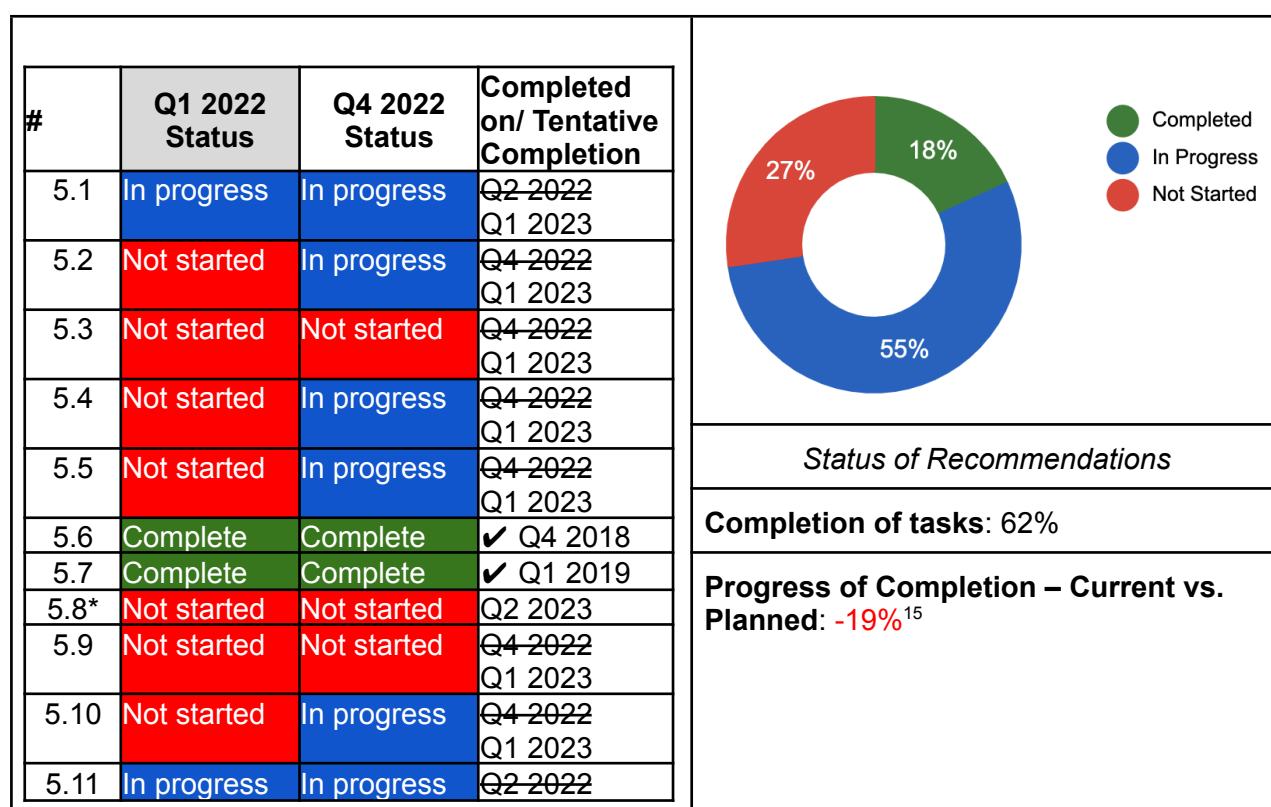 #
Q1 2022 Status
Q4 2022 Status
Completed on/ Tentative Completion
5.1 In progress In progress Q2 2022
Q1 2023
5.2 Not started In progress Q4 2022
Q1 2023
5.3 Not started Not started Q4 2022
Q1 2023
5.4 Not started In progress Q4 2022
Q1 2023
5.5 Not started In progress Q4 2022
Q1 2023
5.6 Complete Complete ✔ Q4 2018
5.7 Complete Complete ✔ Q1 2019
5.8* Not started Not started Q2 2023
5.9 Not started Not started Q4 2022
Q1 2023
5.10 Not started In progress Q4 2022
Q1 2023
5.11 In progress In progress Q2 2022
18%
27%
55%
Completed
In Progress
Not Started
Status of Recommendations
Completion of tasks: 62%
Progress of Completion – Current vs.
Planned: -19%15